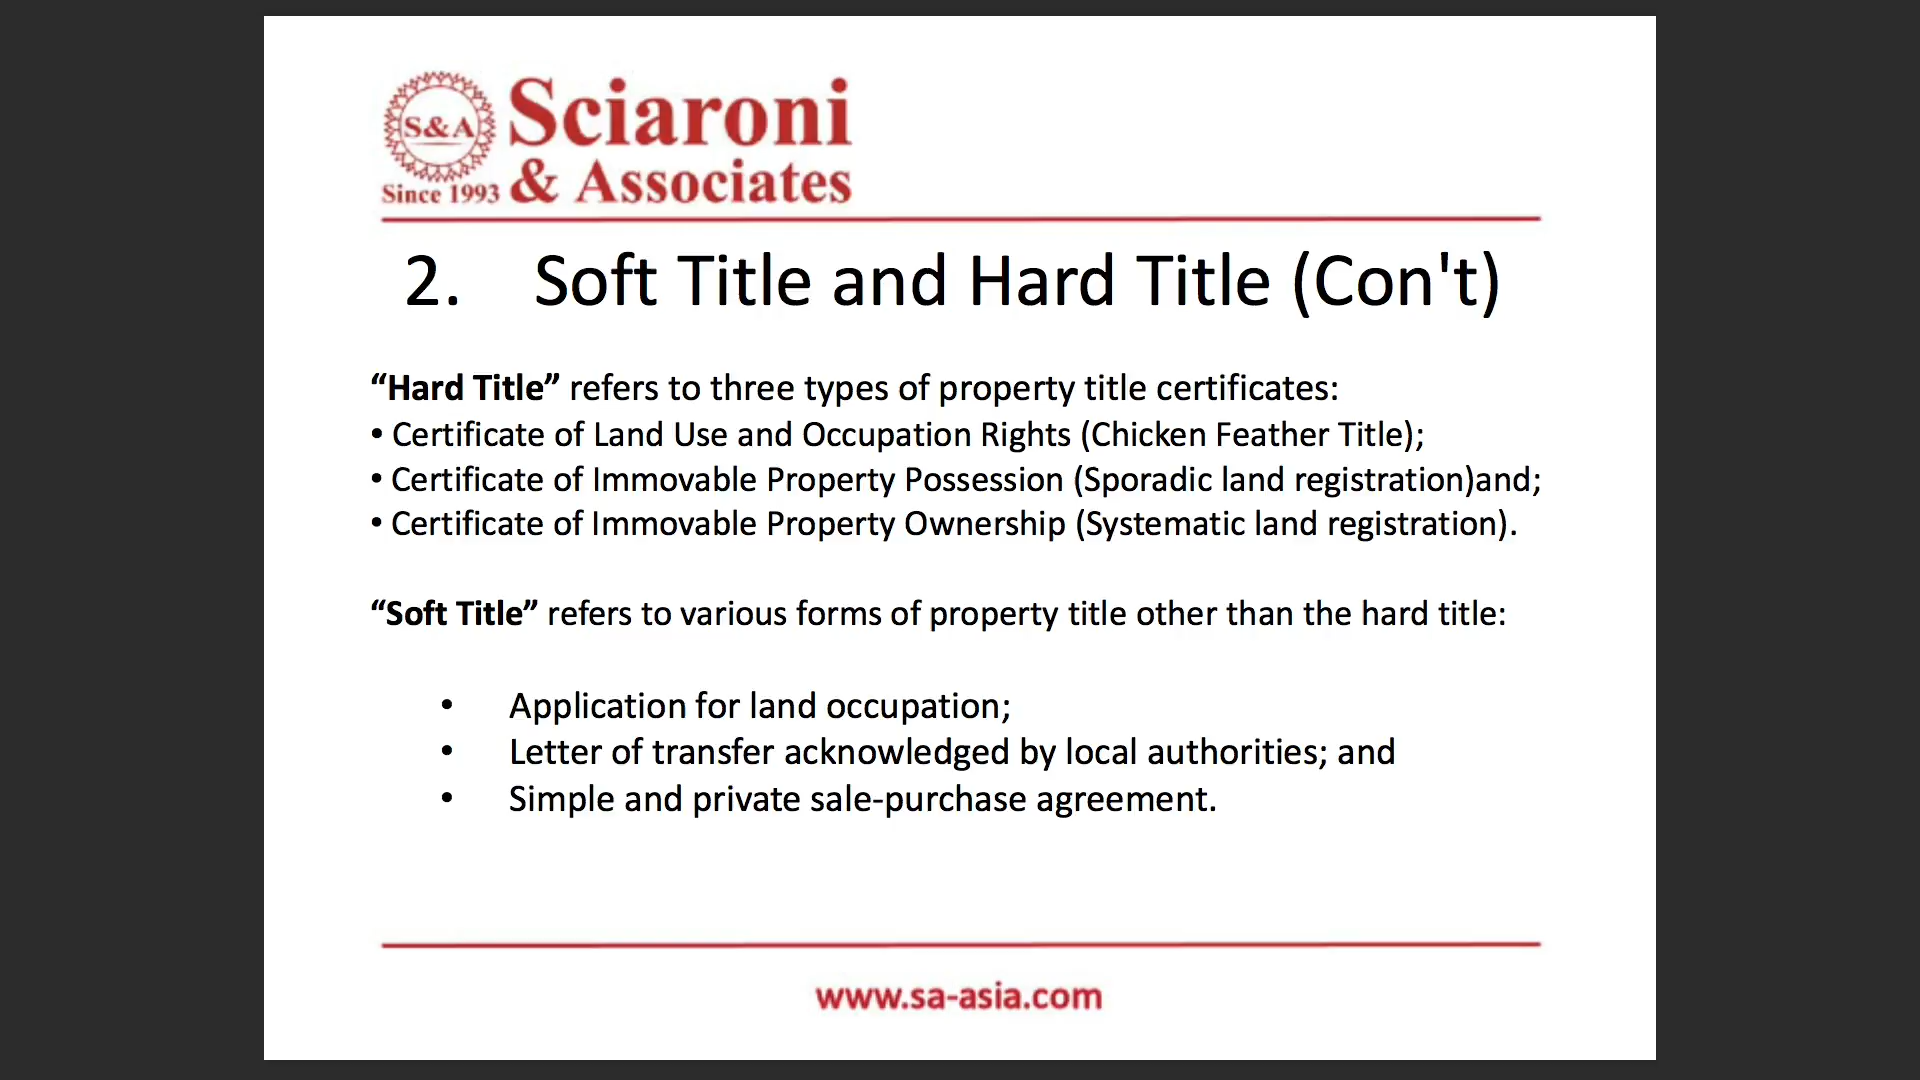 S&A
Since 1993
Sciaroni
& Associates
2. Soft Title and Hard Title (Con't)
“Hard Title” refers to three types of property title certificates:
• Certificate of Land Use and Occupation Rights (Chicken Feather Title);
• Certificate of Immovable Property Possession (Sporadic land registration)and;
• Certificate of Immovable Property Ownership (Systematic land registration).
“Soft Title” refers to various forms of property title other than the hard title:
• Application for land occupation;
• Letter of transfer acknowledged by local authorities; and
• Simple and private sale-purchase agreement.
www.sa-asia.com